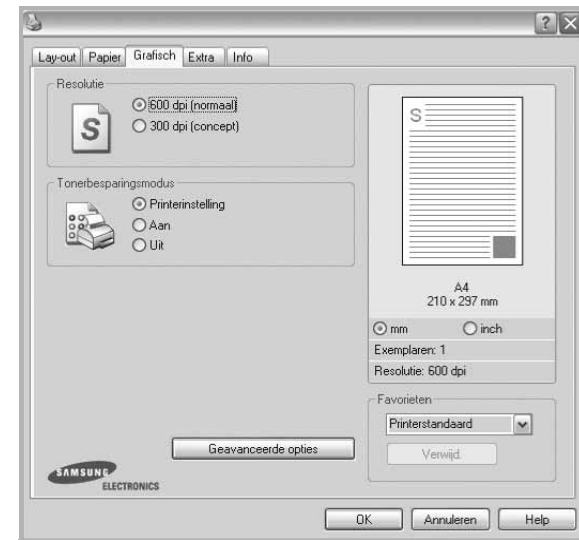 Lay-out Papier Grafisch Extra Info
Resolutie
600 dpi (normaal)
300 dpi (concept)
S
Tonerbesparingsmodus
Printerinstelling
Aan
Uit
S
A4
210 x 297 mm
mm inch
Exemplaren: 1
Resolutie: 600 dpi
Favorieten
Printerstandaard
Verwijd.
Geavanceerde opties
SAMSUNG
ELECTRONICS
OK Annuleren Help